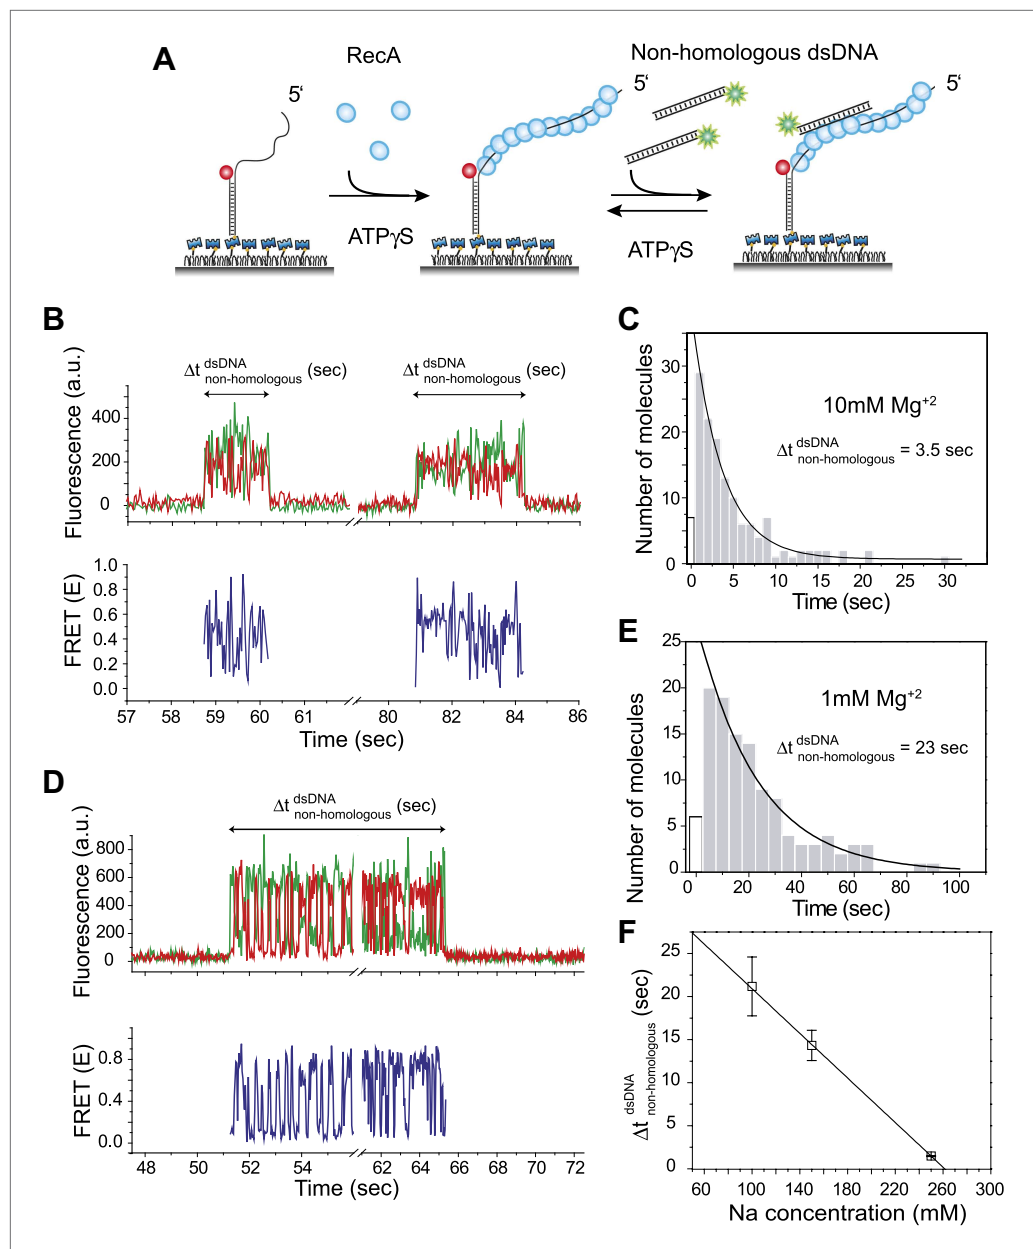 A
RecA
Non-homologous dsDNA
5‘
5‘
5‘
ATPγS
ATPγS
B
Δt dsDNA non-homologous (sec)
Δt dsDNA non-homologous (sec)
Fluorescence (a.u.)
400
200
0
FRET (E)
1.0
0.8
0.6
0.4
0.2
0.0
57 58 59 60 61 80 82 84 86
Time (sec)
C
Number of molecules
30
20
10
0
10mM Mg+2
Δt dsDNA non-homologous = 3.5 sec
0 5 10 15 20 25 30
Time (sec)
D
Δt dsDNA non-homologous (sec)
Fluorescence (a.u.)
800
600
400
200
0
FRET (E)
0.8
0.4
0.0
48 50 52 54 62 64 66 68 70 72
Time (sec)
E
Number of molecules
25
20
15
10
5
0
1mM Mg+2
Δt dsDNA non-homologous = 23 sec
0 20 40 60 80 100
Time (sec)
F
Δt dsDNA non-homologous (sec)
25
20
15
10
5
0
60 100 140 180 220 260 300
Na concentration (mM)